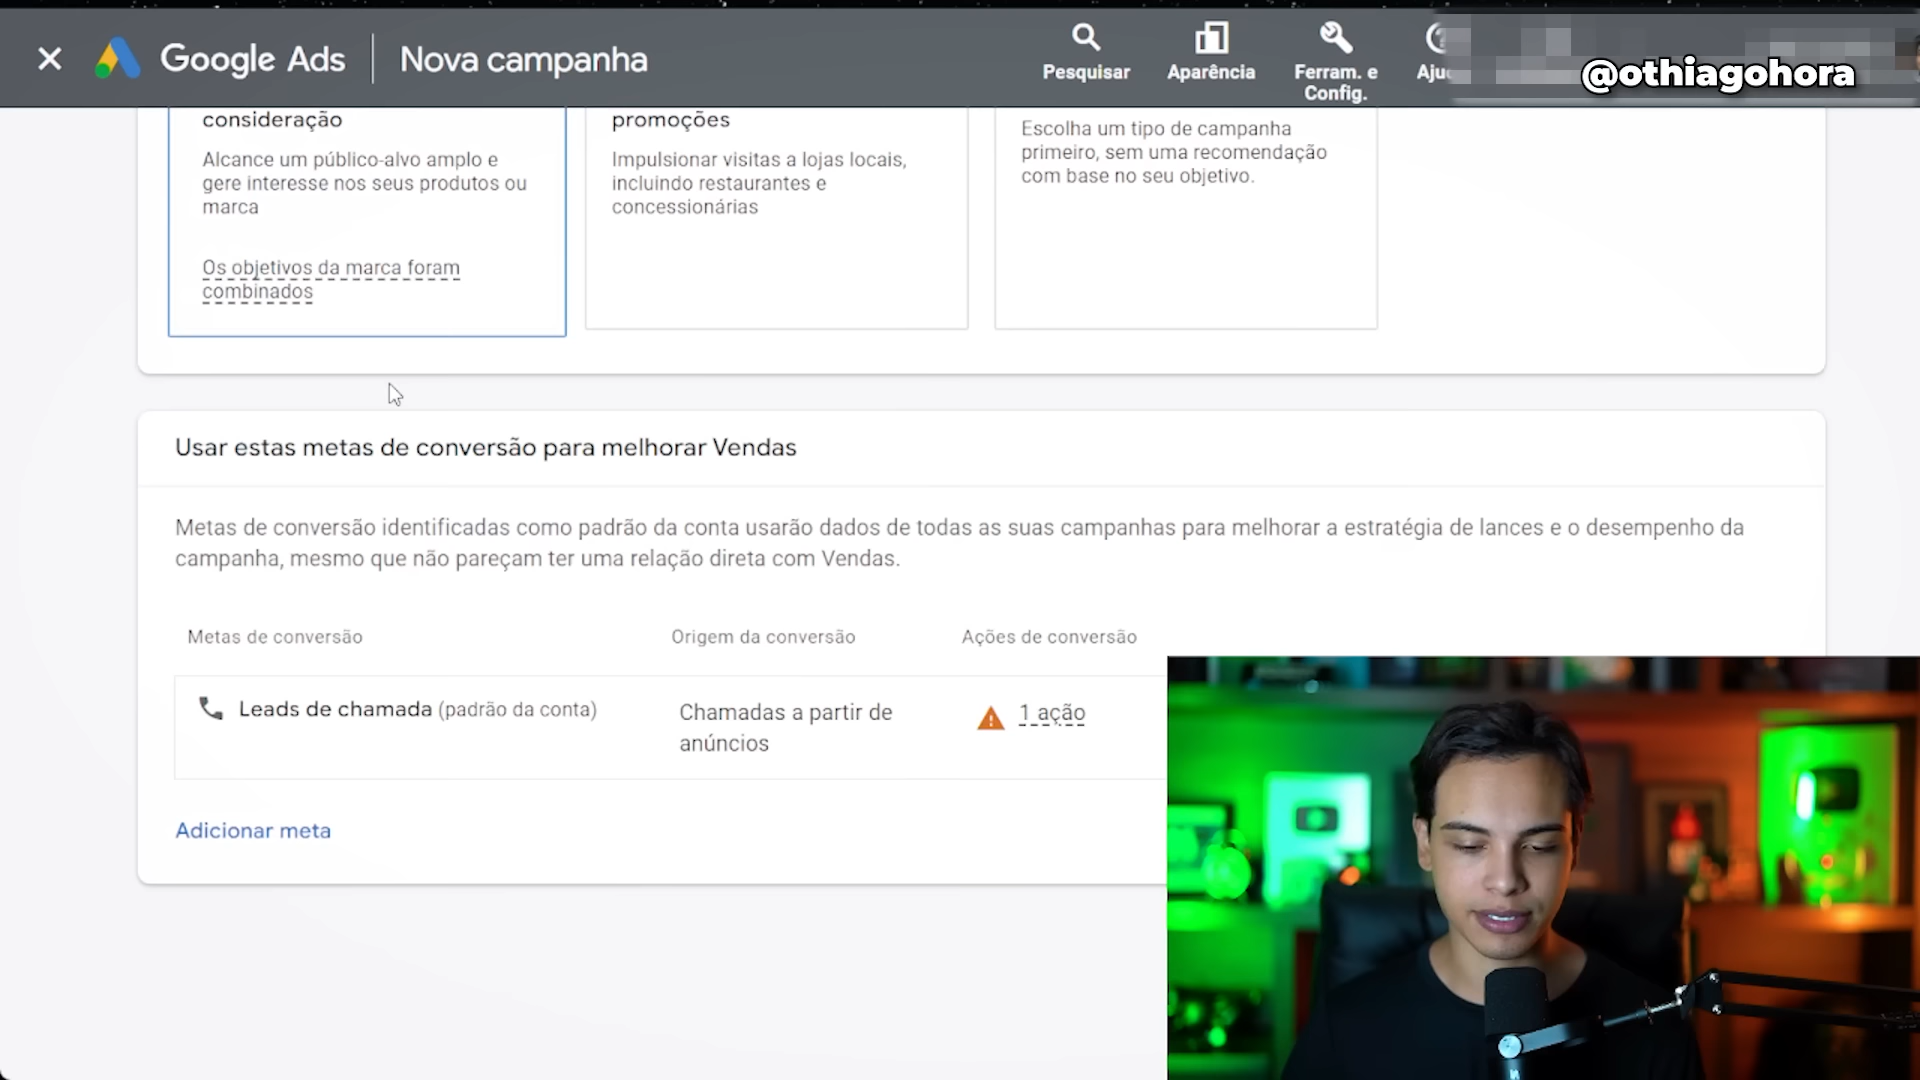 Google Ads
Nova campanha
Pesquisar
Aparência
Ferram. e
Config.
@othiagohora
consideração
Alcance um público-alvo amplo e
gere interesse nos seus produtos ou
marca
Os objetivos da marca foram
combinados
promoções
Impulsionar visitas a lojas locais,
incluindo restaurantes e
concessionárias
Escolha um tipo de campanha
primeiro, sem uma recomendação
com base no seu objetivo.
Usar estas metas de conversão para melhorar Vendas
Metas de conversão identificadas como padrão da conta usarão dados de todas as suas campanhas para melhorar a estratégia de lances e o desempenho da
campanha, mesmo que não pareçam ter uma relação direta com Vendas.
Metas de conversão
Origem da conversão
Ações de conversão
Leads de chamada (padrão da conta)
Chamadas a partir de
anúncios
1 ação
Adicionar meta